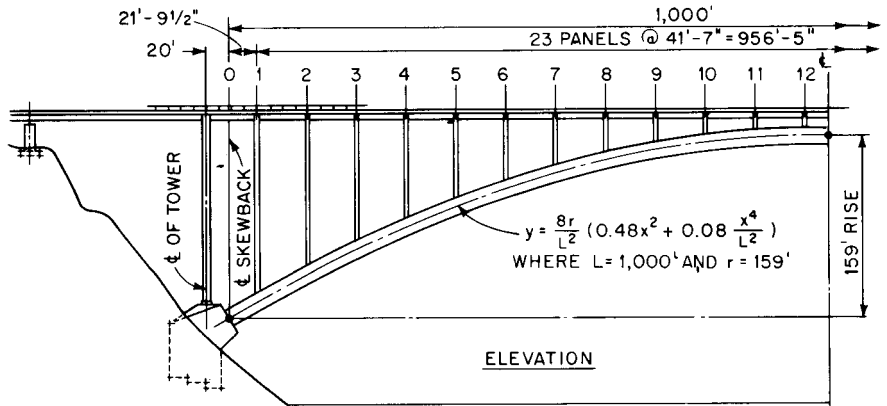 1,000'
21'-9 1/2"
23 PANELS @ 41'-7" = 956'-5"
20'
℄
0 1 2 3 4 5 6 7 8 9 10 11 12
℄ OF TOWER
℄ SKEWBACK
y = 8r/L² (0.48x² + 0.08 x⁴/L²)
WHERE L = 1,000' AND r = 159'
159' RISE
ELEVATION